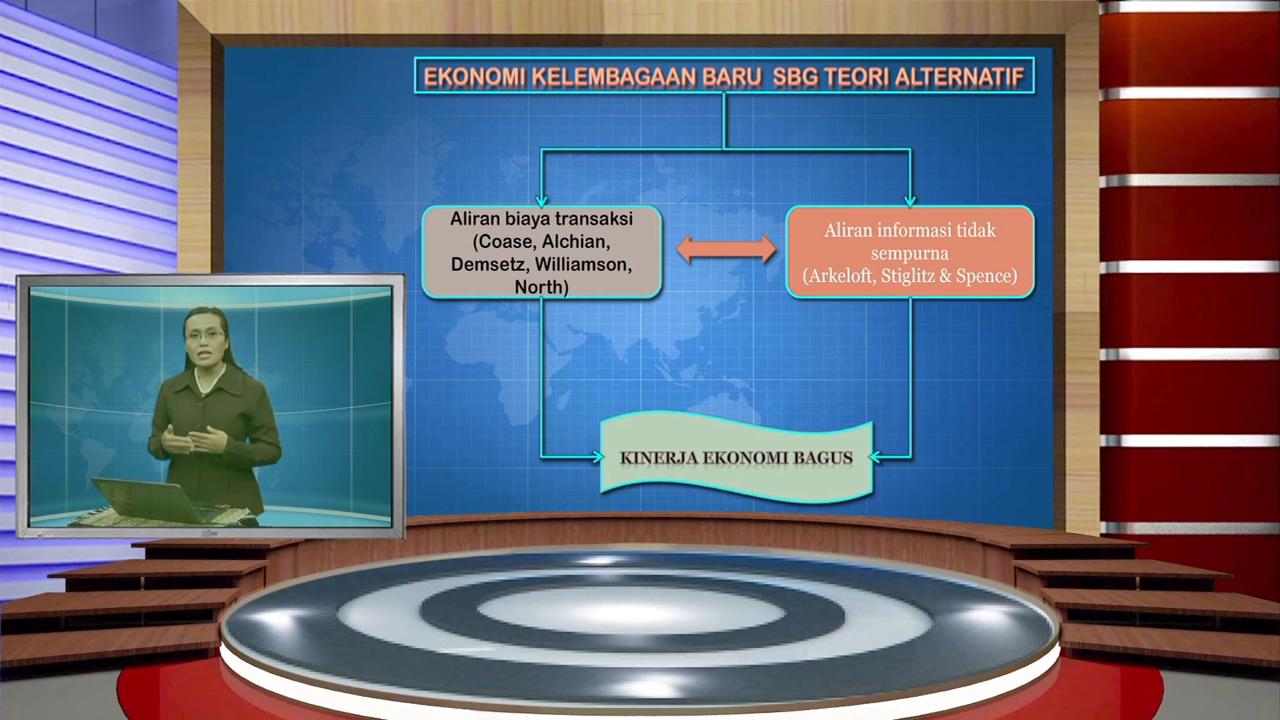 EKONOMI KELEMBAGAAN BARU SBG TEORI ALTERNATIF
Aliran biaya transaksi
(Coase, Alchian,
Demsetz, Williamson,
North)
Aliran informasi tidak
sempurna
(Arkeloft, Stiglitz & Spence)
KINERJA EKONOMI BAGUS